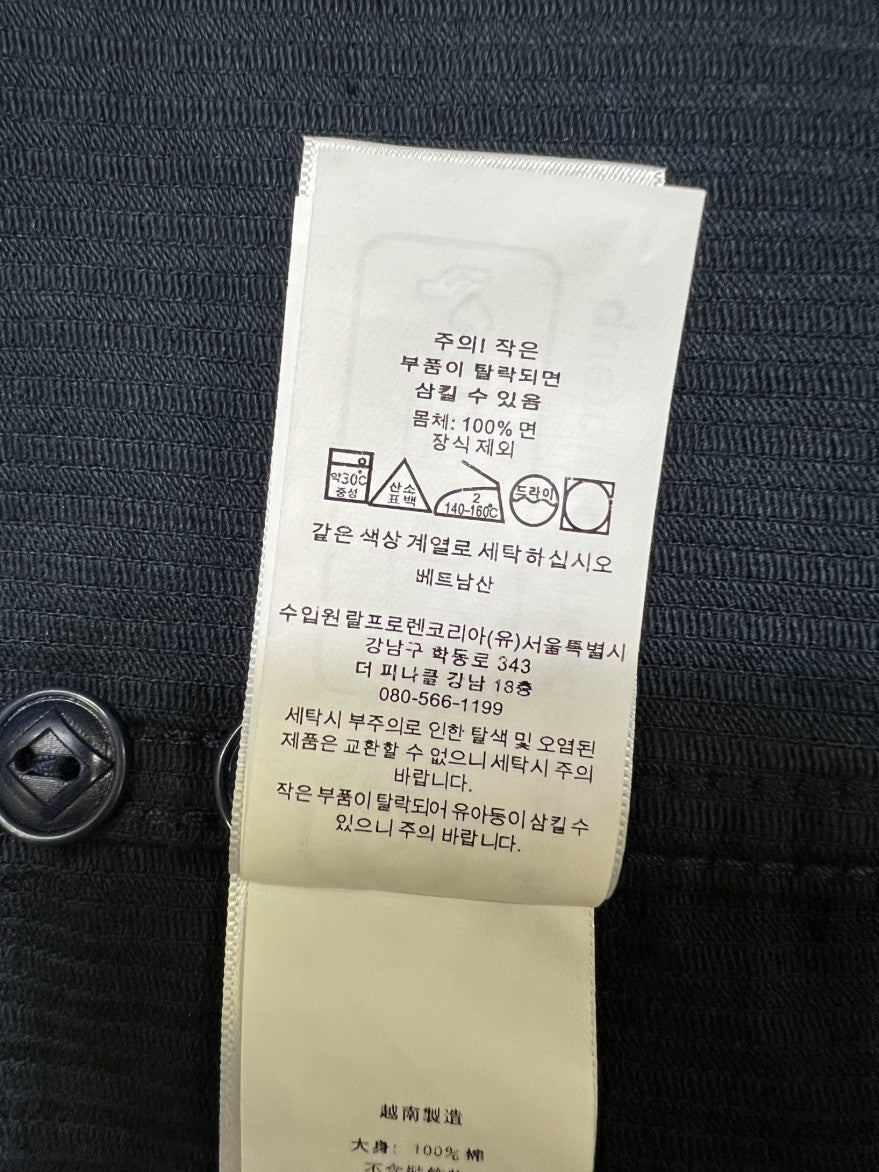 주의! 작은
부품이 탈락되면
삼킬 수 있음
몸체: 100% 면
장식 제외
약30℃
중성
산소
표백
2
140-160℃
드라이
같은 색상 계열로 세탁하십시오
베트남산
수입원 랄프로렌코리아(유)서울특별시
강남구 학동로 343
더 피나클 강남 18층
080-566-1199
세탁시 부주의로 인한 탈색 및 오염된
제품은 교환할 수 없으니 세탁시 주의
바랍니다.
작은 부품이 탈락되어 유아등이 삼킬 수
있으니 주의 바랍니다.
越南製造
大身: 100% 棉